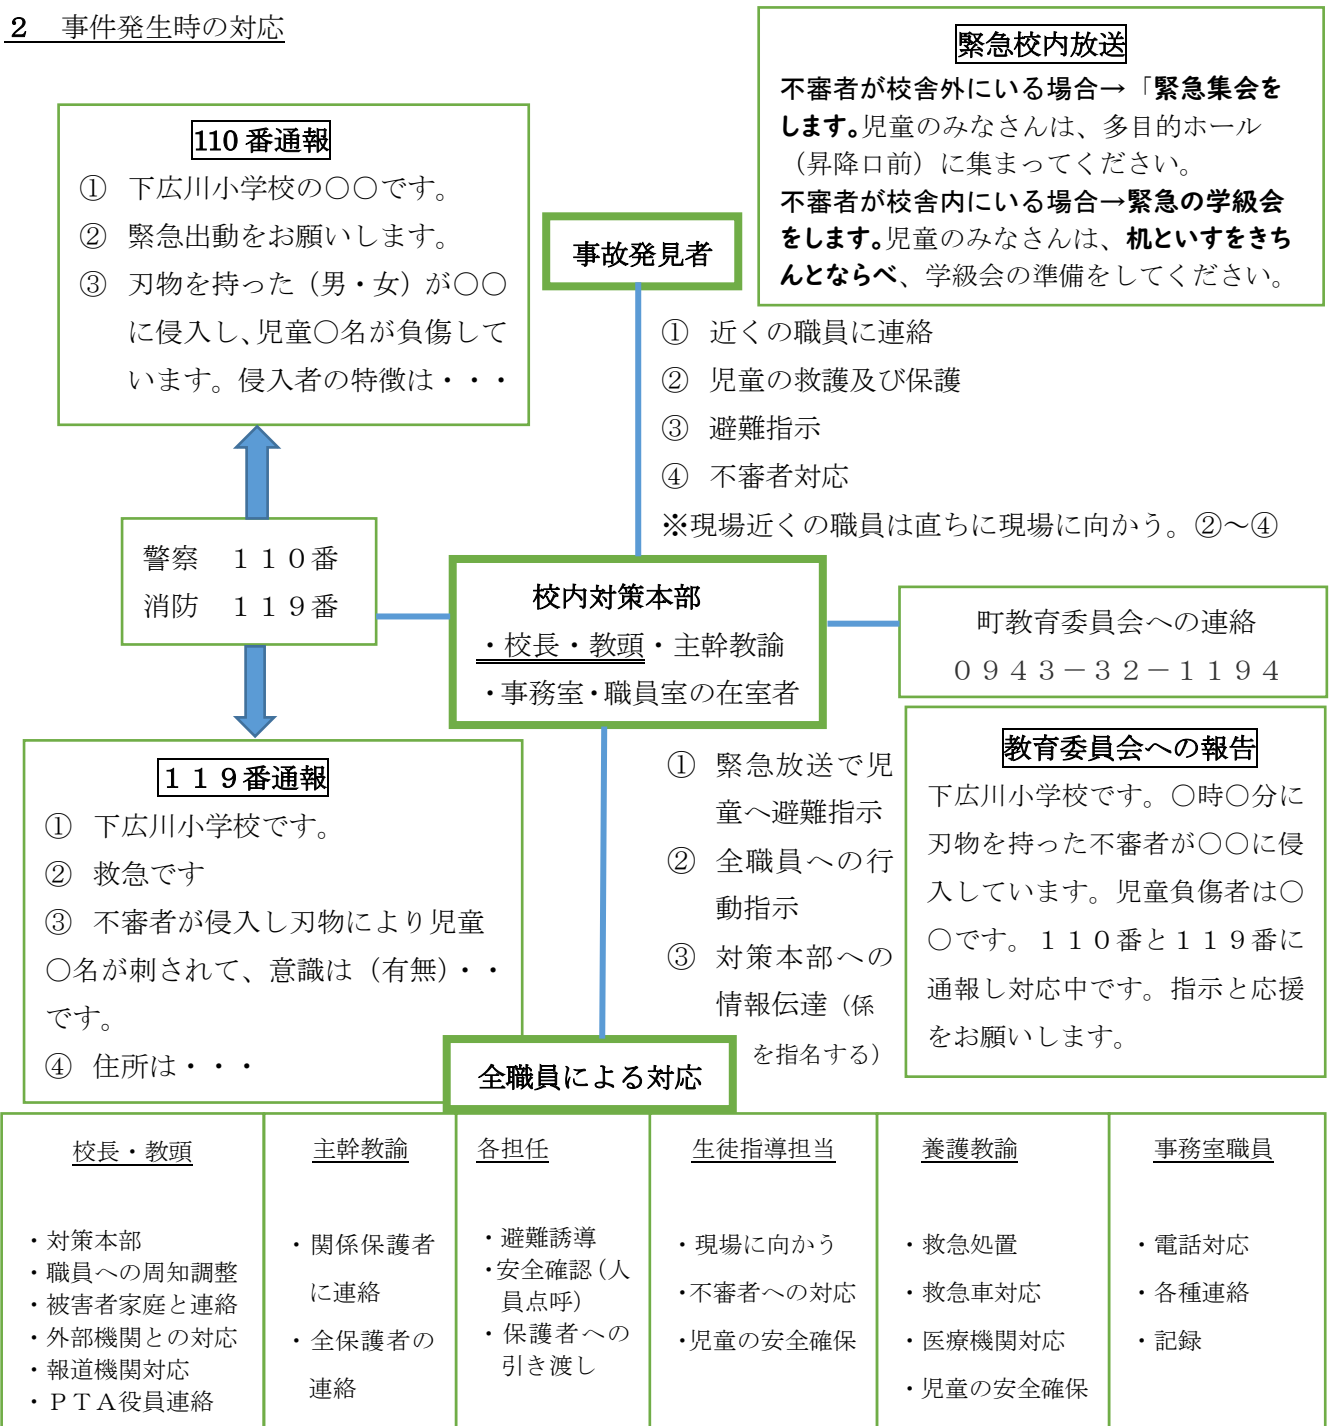 ２　事件発生時の対応
緊急校内放送
不審者が校舎外にいる場合→「緊急集会を
します。児童のみなさんは、多目的ホール
（昇降口前）に集まってください。
不審者が校舎内にいる場合→緊急の学級会
をします。児童のみなさんは、机といすをきち
んとならべ、学級会の準備をしてください。
110 番通報
①　下広川小学校の〇〇です。
②　緊急出動をお願いします。
③　刃物を持った（男・女）が〇〇
に侵入し、児童〇名が負傷して
います。侵入者の特徴は・・・
事故発見者
①　近くの職員に連絡
②　児童の救護及び保護
③　避難指示
④　不審者対応
※現場近くの職員は直ちに現場に向かう。②～④
警察　１１０番
消防　１１９番
校内対策本部
・校長・教頭・主幹教諭
・事務室・職員室の在室者
町教育委員会への連絡
０９４３－３２－１１９４
１１９番通報
①　下広川小学校です。
②　救急です
③　不審者が侵入し刃物により児童
〇名が刺されて、意識は（有無）・・
です。
④　住所は・・・
①　緊急放送で児
童へ避難指示
②　全職員への行
動指示
③　対策本部への
情報伝達（係
を指名する）
教育委員会への報告
下広川小学校です。〇時〇分に
刃物を持った不審者が〇〇に侵
入しています。児童負傷者は〇
〇です。１１０番と１１９番に
通報し対応中です。指示と応援
をお願いします。
全職員による対応
校長・教頭
・対策本部
・職員への周知調整
・被害者家庭と連絡
・外部機関との対応
・報道機関対応
・ＰＴＡ役員連絡
主幹教諭
・関係保護者
に連絡
・全保護者の
連絡
各担任
・避難誘導
・安全確認（人
員点呼）
・保護者への
引き渡し
生徒指導担当
・現場に向かう
・不審者への対応
・児童の安全確保
養護教諭
・救急処置
・救急車対応
・医療機関対応
・児童の安全確保
事務室職員
・電話対応
・各種連絡
・記録